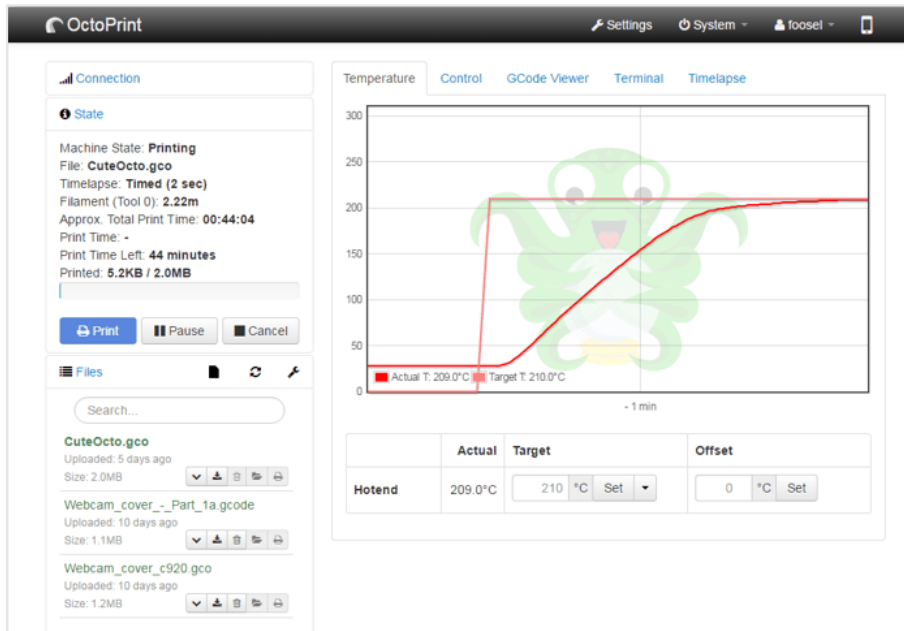 OctoPrint
Settings System foosel
Connection
State
Machine State: Printing
File: CuteOcto.gco
Timelapse: Timed (2 sec)
Filament (Tool 0): 2.22m
Approx. Total Print Time: 00:44:04
Print Time: -
Print Time Left: 44 minutes
Printed: 5.2KB / 2.0MB
Print Pause Cancel
Files
Search...
CuteOcto.gco
Uploaded: 5 days ago
Size: 2.0MB
Webcam_cover_-_Part_1a.gcode
Uploaded: 10 days ago
Size: 1.1MB
Webcam_cover_c920.gco
Uploaded: 10 days ago
Size: 1.2MB
Temperature Control GCode Viewer Terminal Timelapse
300
250
200
150
100
50
0
Actual T: 209.0°C Target T: 210.0°C
- 1 min
Actual Target Offset
Hotend 209.0°C 210 °C Set 0 °C Set